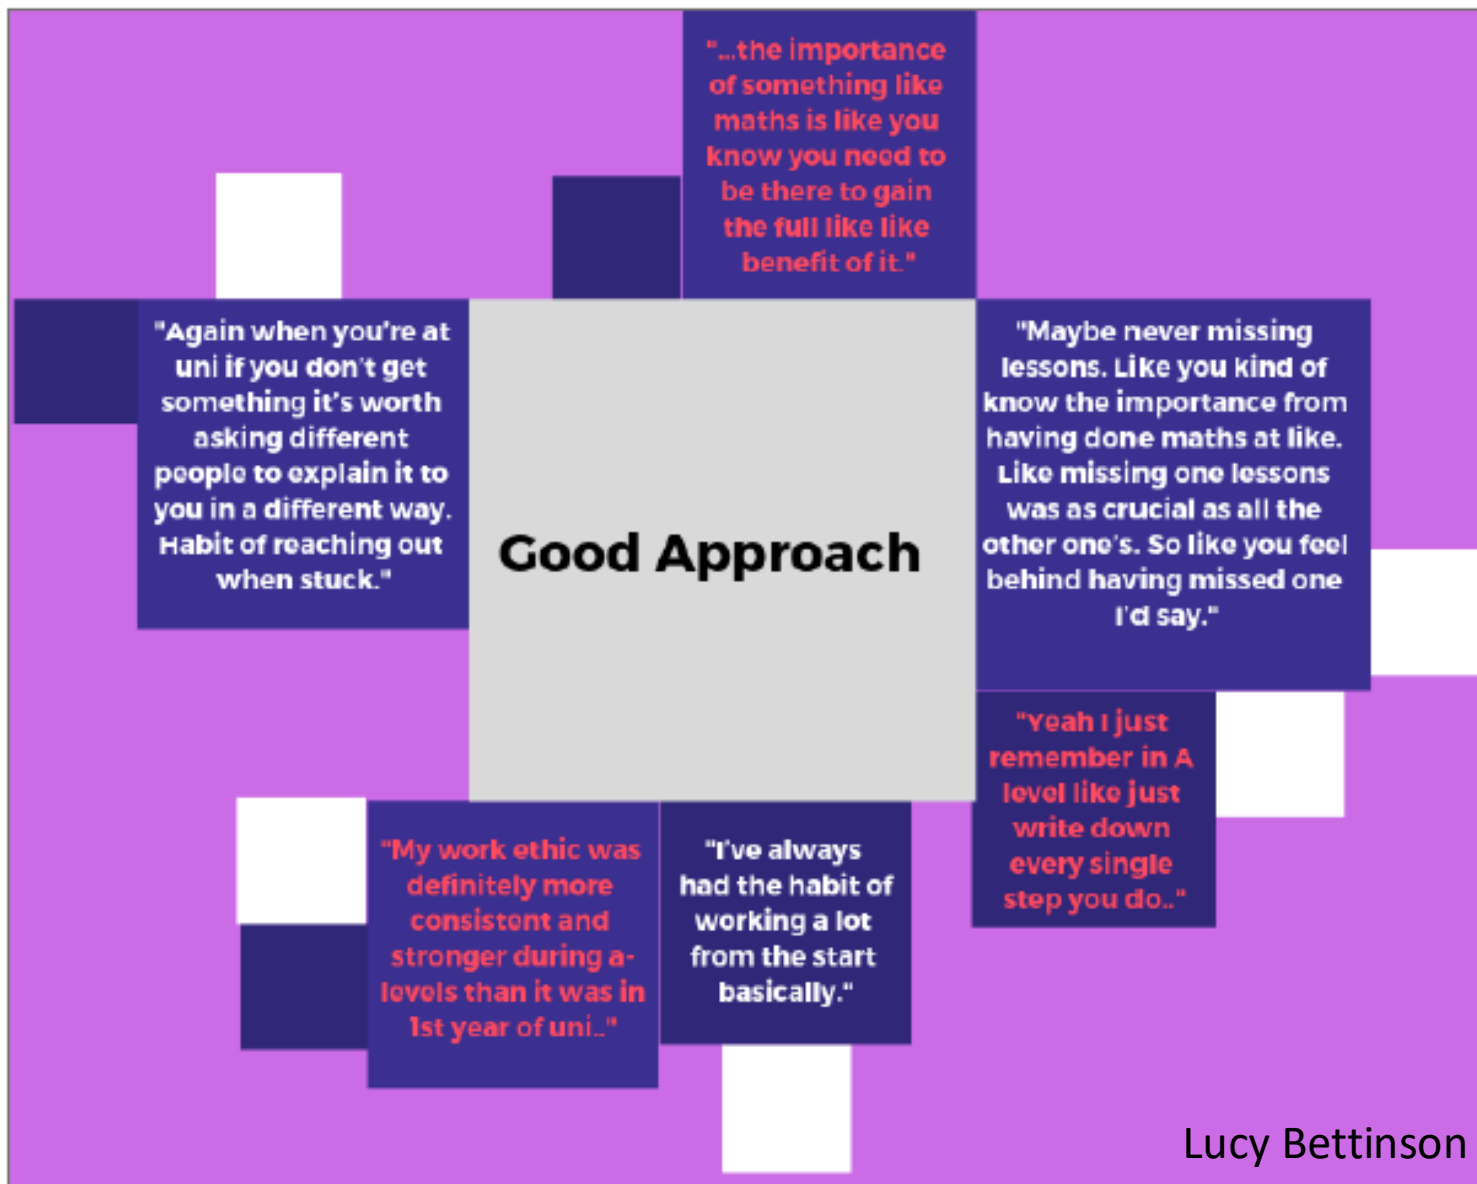 "...the importance
of something like
maths is like you
know you need to
be there to gain
the full like like
benefit of it."
"Again when you're at
uni if you don't get
something it's worth
asking different
people to explain it to
you in a different way.
Habit of reaching out
when stuck."
Good Approach
"Maybe never missing
lessons. Like you kind of
know the importance from
having done maths at like.
Like missing one lessons
was as crucial as all the
other one's. So like you feel
behind having missed one
I'd say."
"Yeah I just
remember in A
level like just
write down
every single
step you do.."
"My work ethic was
definitely more
consistent and
stronger during a-
levels than it was in
1st year of uni.."
"I've always
had the habit of
working a lot
from the start
basically."
Lucy Bettinson